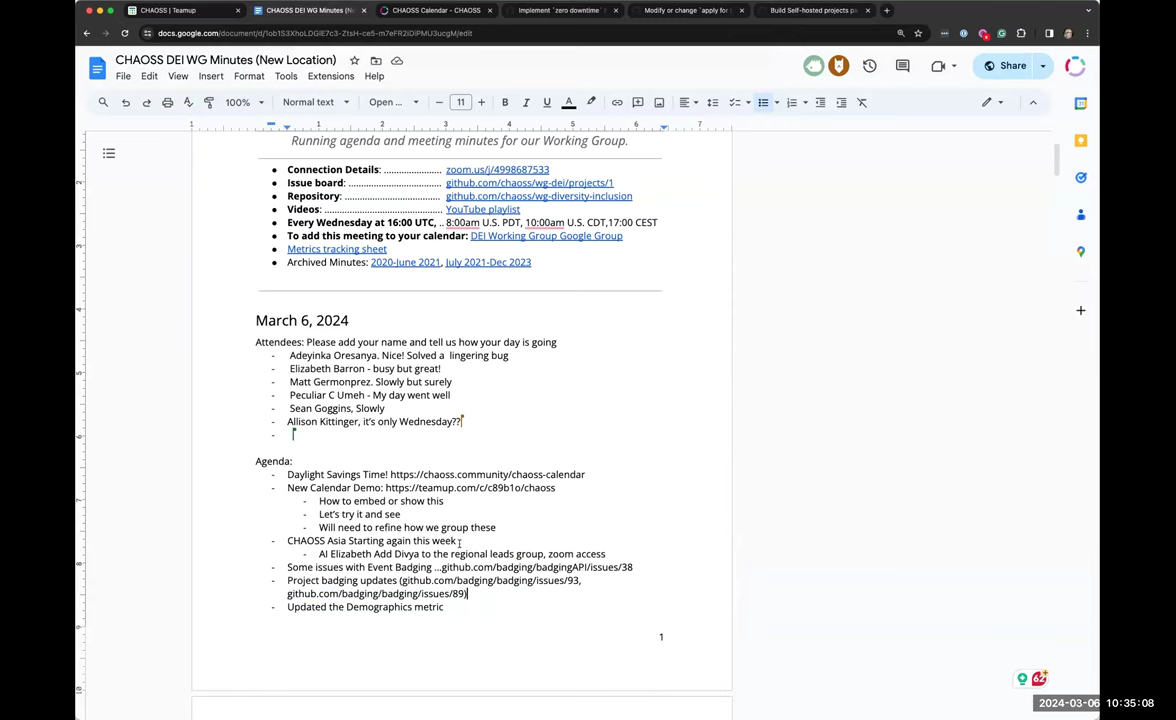 CHAOSS | Teamup
CHAOSS DEI WG Minutes (N
CHAOSS Calendar - CHAOSS
Implement `zero downtime`
Modify or change `apply for
Build Self-hosted projects pa
docs.google.com/document/d/1ob1S3XhoLDGlE7c3-ZtsH-ce5-m7eFR2iDiPMU3ucgM/edit
CHAOSS DEI WG Minutes (New Location)
File Edit View Insert Format Tools Extensions Help
Share
100% Normal text Open ... 11
1 1 2 3 4 5 6 7
Running agenda and meeting minutes for our Working Group.
● Connection Details: ...................... zoom.us/j/4998687533
● Issue board: .................................. github.com/chaoss/wg-dei/projects/1
● Repository: ................................... github.com/chaoss/wg-diversity-inclusion
● Videos: .......................................... YouTube playlist
● Every Wednesday at 16:00 UTC, .. 8:00am U.S. PDT, 10:00am U.S. CDT,17:00 CEST
● To add this meeting to your calendar: DEI Working Group Google Group
● Metrics tracking sheet
● Archived Minutes: 2020-June 2021, July 2021-Dec 2023
March 6, 2024
Attendees: Please add your name and tell us how your day is going
- Adeyinka Oresanya. Nice! Solved a lingering bug
- Elizabeth Barron - busy but great!
- Matt Germonprez. Slowly but surely
- Peculiar C Umeh - My day went well
- Sean Goggins, Slowly
- Allison Kittinger, it's only Wednesday??
-
Agenda:
- Daylight Savings Time! https://chaoss.community/chaoss-calendar
- New Calendar Demo: https://teamup.com/c/c89b1o/chaoss
- How to embed or show this
- Let's try it and see
- Will need to refine how we group these
- CHAOSS Asia Starting again this week
- AI Elizabeth Add Divya to the regional leads group, zoom access
- Some issues with Event Badging ...github.com/badging/badgingAPI/issues/38
- Project badging updates (github.com/badging/badging/issues/93,
github.com/badging/badging/issues/89)
- Updated the Demographics metric
1
62
2024-03-06 10:35:08